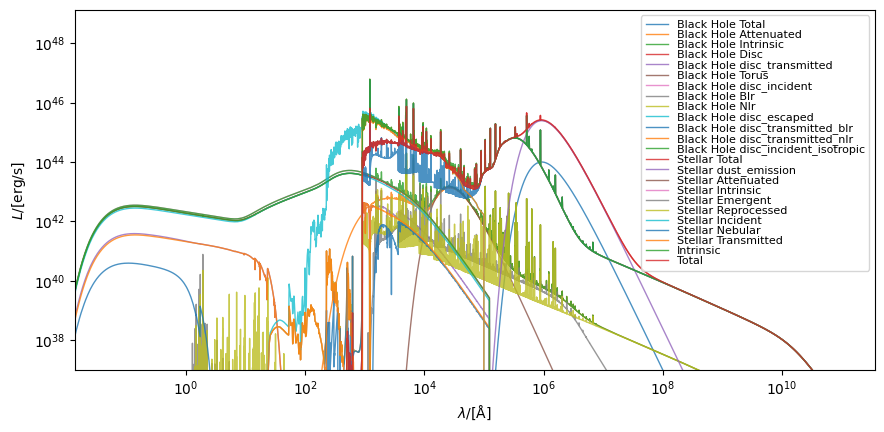 10^48
10^46
10^44
10^42
10^40
10^38
L/[erg/s]
10^0
10^2
10^4
10^6
10^8
10^10
λ/[Å]
Black Hole Total
Black Hole Attenuated
Black Hole Intrinsic
Black Hole Disc
Black Hole disc_transmitted
Black Hole Torus
Black Hole disc_incident
Black Hole Blr
Black Hole Nlr
Black Hole disc_escaped
Black Hole disc_transmitted_blr
Black Hole disc_transmitted_nlr
Black Hole disc_incident_isotropic
Stellar Total
Stellar dust_emission
Stellar Attenuated
Stellar Intrinsic
Stellar Emergent
Stellar Reprocessed
Stellar Incident
Stellar Nebular
Stellar Transmitted
Intrinsic
Total